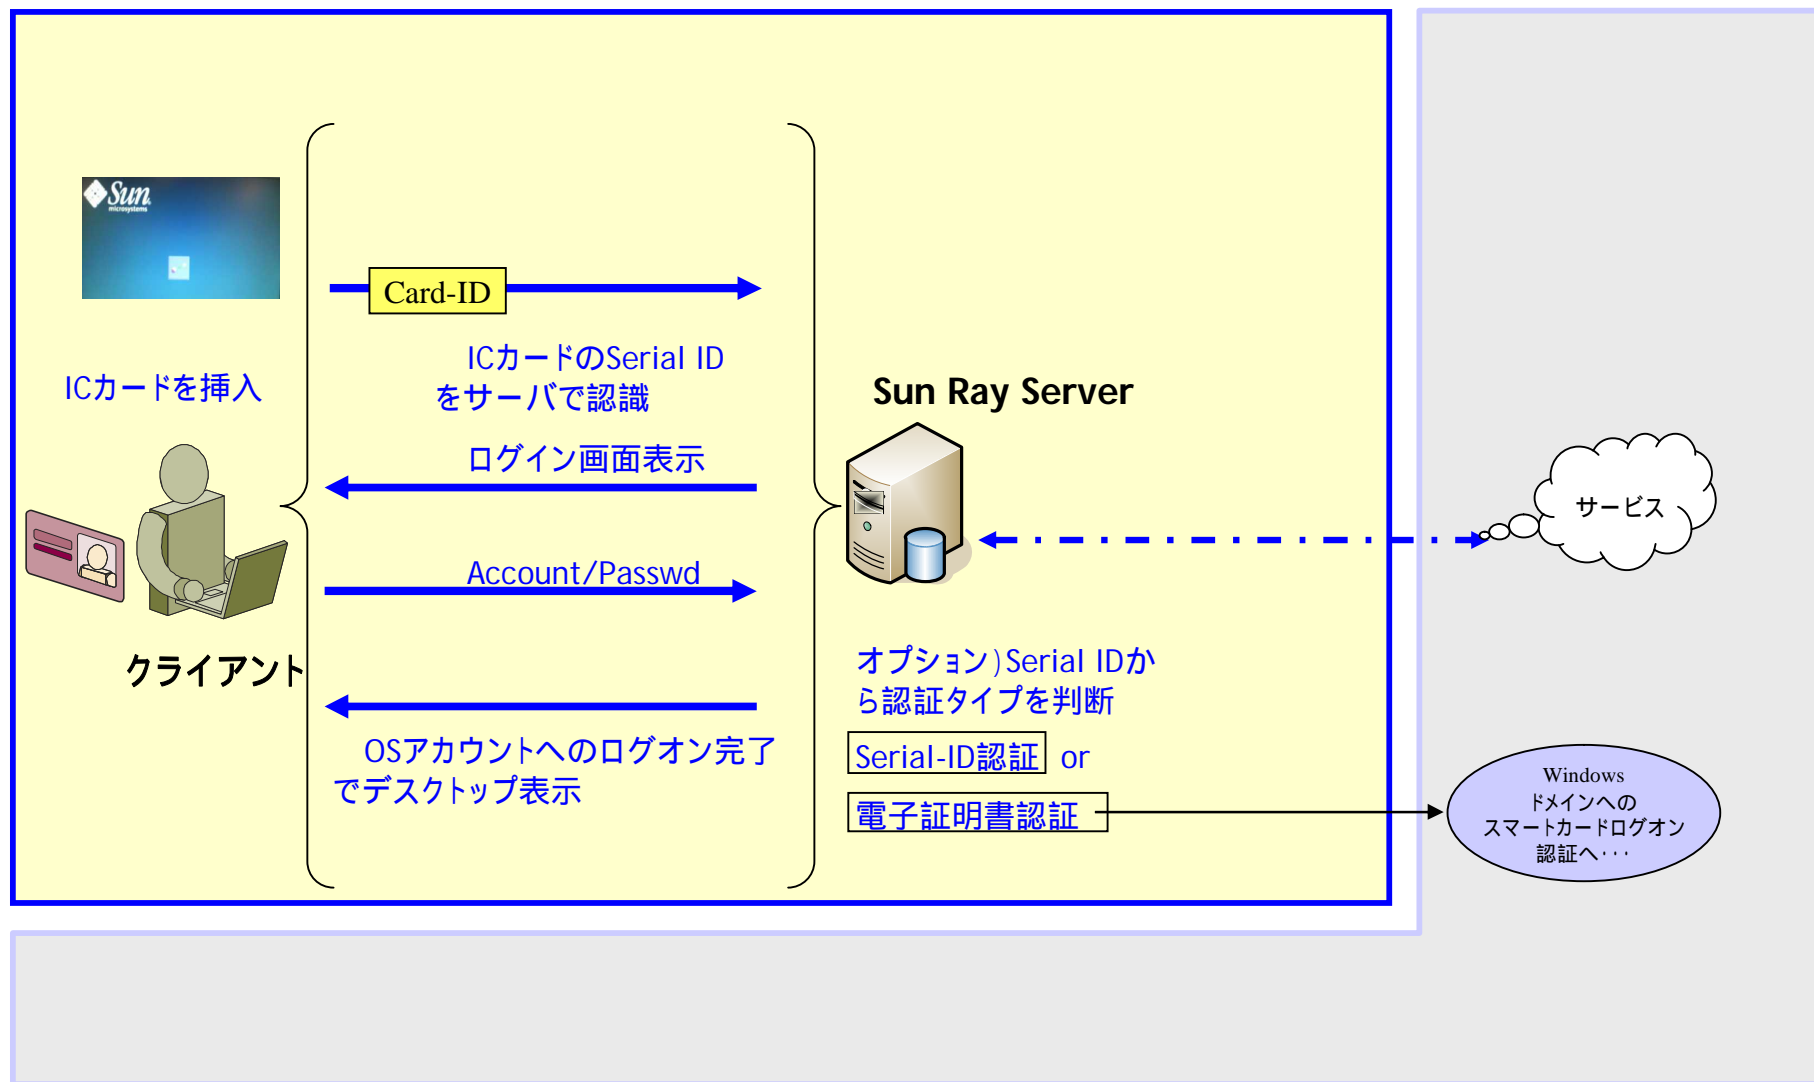 Sun
microsystems
Card-ID
ICカードのSerial ID
をサーバで認識
ICカードを挿入
Sun Ray Server
ログイン画面表示
サービス
Account/Passwd
クライアント
オプション)Serial IDか
ら認証タイプを判断
OSアカウントへのログオン完了
でデスクトップ表示
Serial-ID認証 or
電子証明書認証
Windows
ドメインへの
スマートカードログオン
認証へ･･･